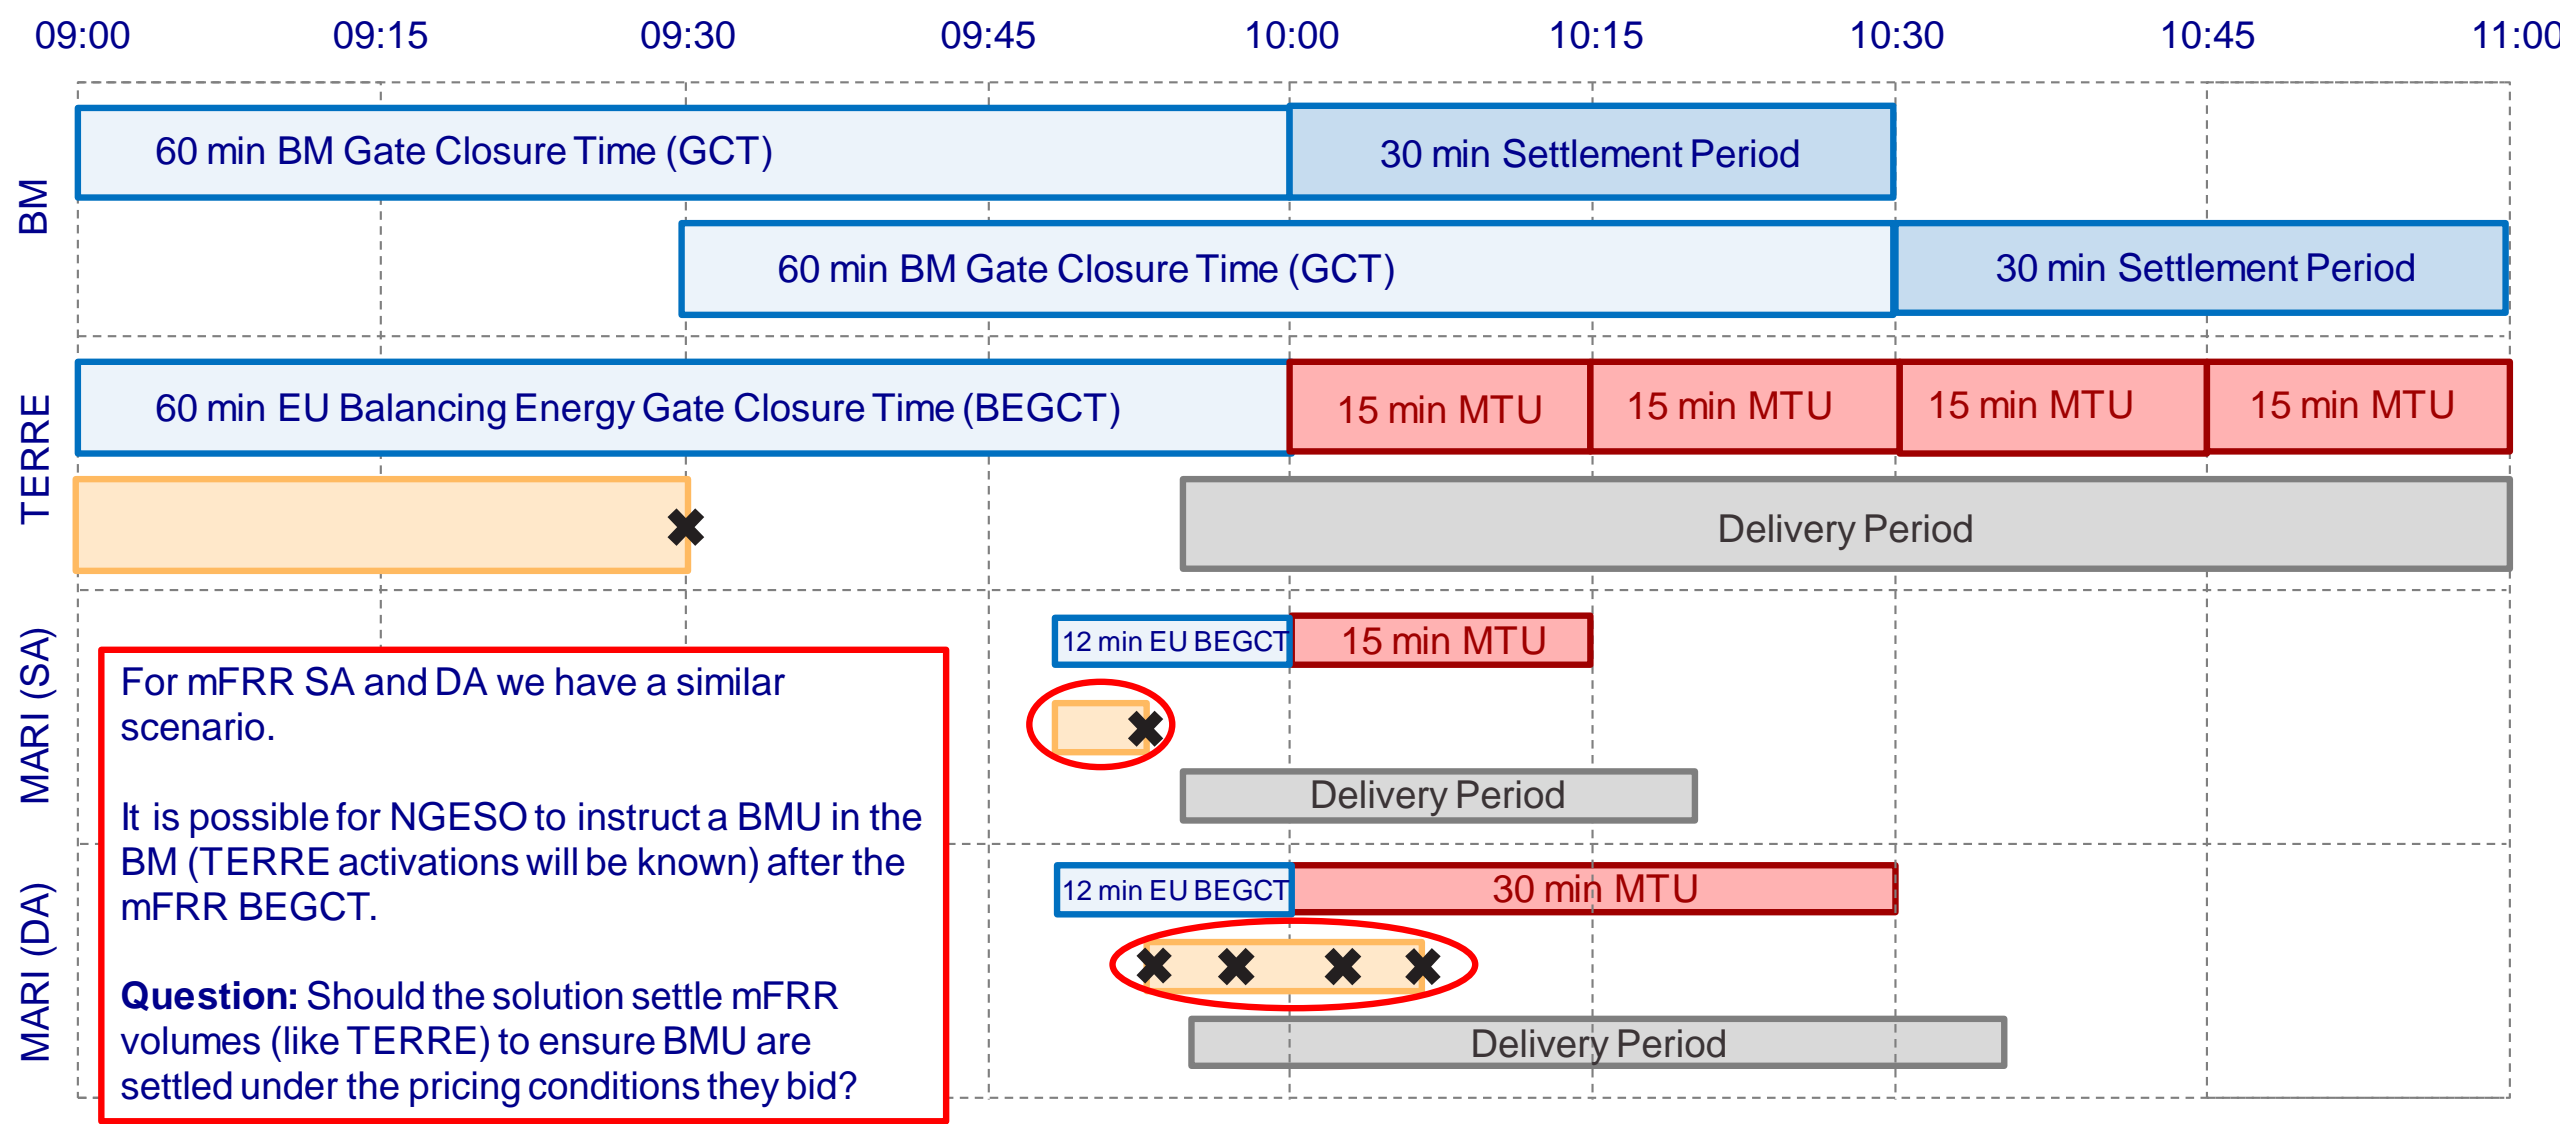 09:00 09:15 09:30 09:45 10:00 10:15 10:30 10:45 11:00
BM
60 min BM Gate Closure Time (GCT)
30 min Settlement Period
60 min BM Gate Closure Time (GCT)
30 min Settlement Period
TERRE
60 min EU Balancing Energy Gate Closure Time (BEGCT)
15 min MTU
15 min MTU
15 min MTU
15 min MTU
Delivery Period
MARI (SA)
12 min EU BEGCT
15 min MTU
Delivery Period
MARI (DA)
12 min EU BEGCT
30 min MTU
Delivery Period
For mFRR SA and DA we have a similar
scenario.
It is possible for NGESO to instruct a BMU in the
BM (TERRE activations will be known) after the
mFRR BEGCT.
Question: Should the solution settle mFRR
volumes (like TERRE) to ensure BMU are
settled under the pricing conditions they bid?